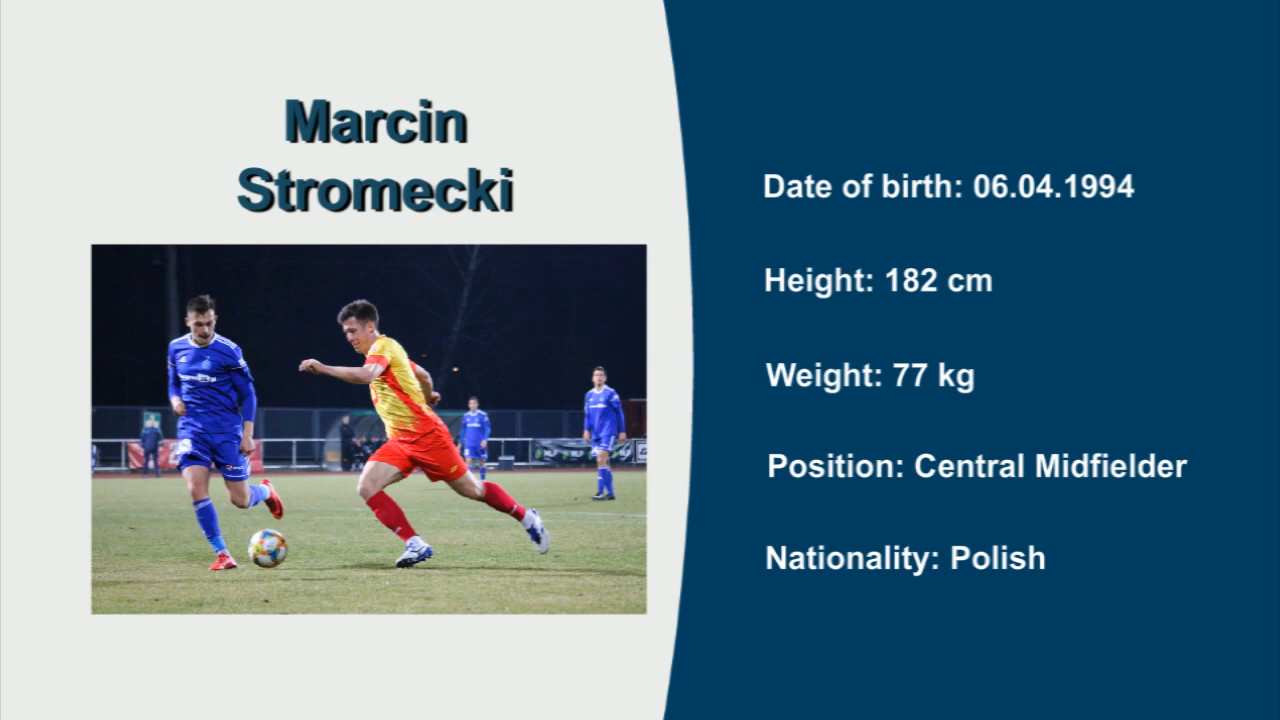 Marcin
Stromecki
Date of birth: 06.04.1994
Height: 182 cm
Weight: 77 kg
Position: Central Midfielder
Nationality: Polish